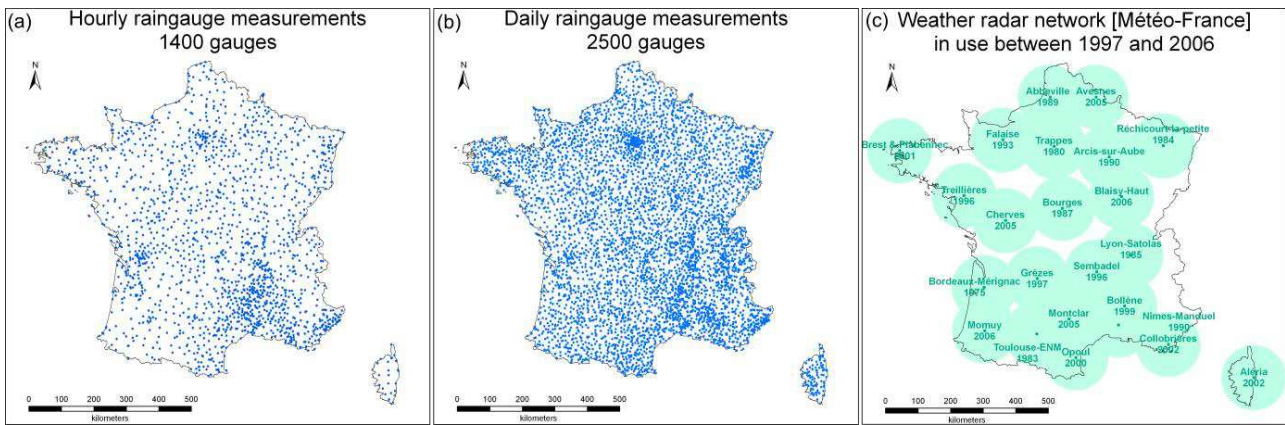 (a) Hourly raingauge measurements
1400 gauges
N
0 100 200 300 400 500
kilometers
(b) Daily raingauge measurements
2500 gauges
N
0 100 200 300 400 500
kilometers
(c) Weather radar network [Météo-France]
in use between 1997 and 2006
N
Abbeville
1989
Avesnes
2005
Falaise
1993
Trappes
1980
Réchicourt-la-petite
1984
Arcis-sur-Aube
1990
Brest & Plabennec
2001
Treillières
1996
Cherves
2005
Bourges
1987
Blaisy-Haut
2006
Lyon-Satolas
1985
Sembadel
1996
Grèzes
1997
Bordeaux-Mérignac
1975
Bollène
1999
Montclar
2005
Nîmes-Manduel
1990
Momuy
2006
Collobrières
2002
Toulouse-ENM
1983
Opoul
2000
Aléria
2002
0 100 200 300 400 500
kilometers